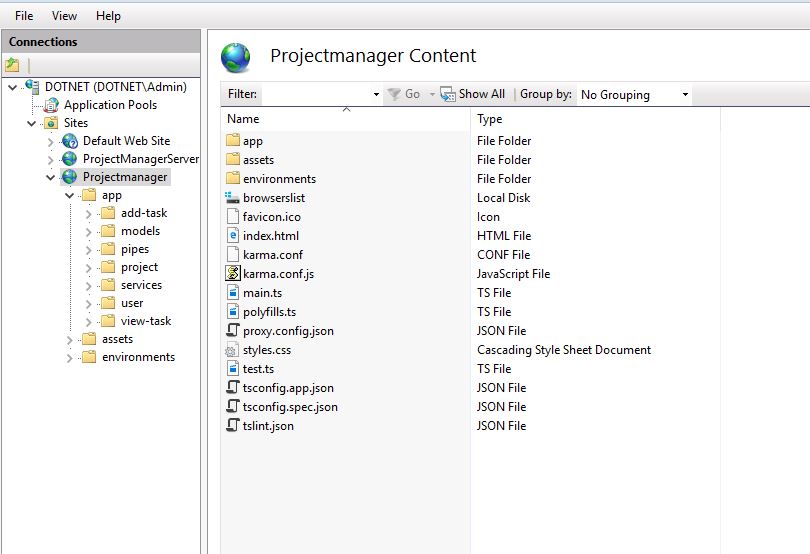 File View Help
Connections
DOTNET (DOTNET\Admin)
Application Pools
Sites
Default Web Site
ProjectManagerServer
Projectmanager
app
add-task
models
pipes
project
services
user
view-task
assets
environments
Projectmanager Content
Filter: Go Show All Group by: No Grouping
Name Type
app File Folder
assets File Folder
environments File Folder
browserslist Local Disk
favicon.ico Icon
index.html HTML File
karma.conf CONF File
karma.conf.js JavaScript File
main.ts TS File
polyfills.ts TS File
proxy.config.json JSON File
styles.css Cascading Style Sheet Document
test.ts TS File
tsconfig.app.json JSON File
tsconfig.spec.json JSON File
tslint.json JSON File